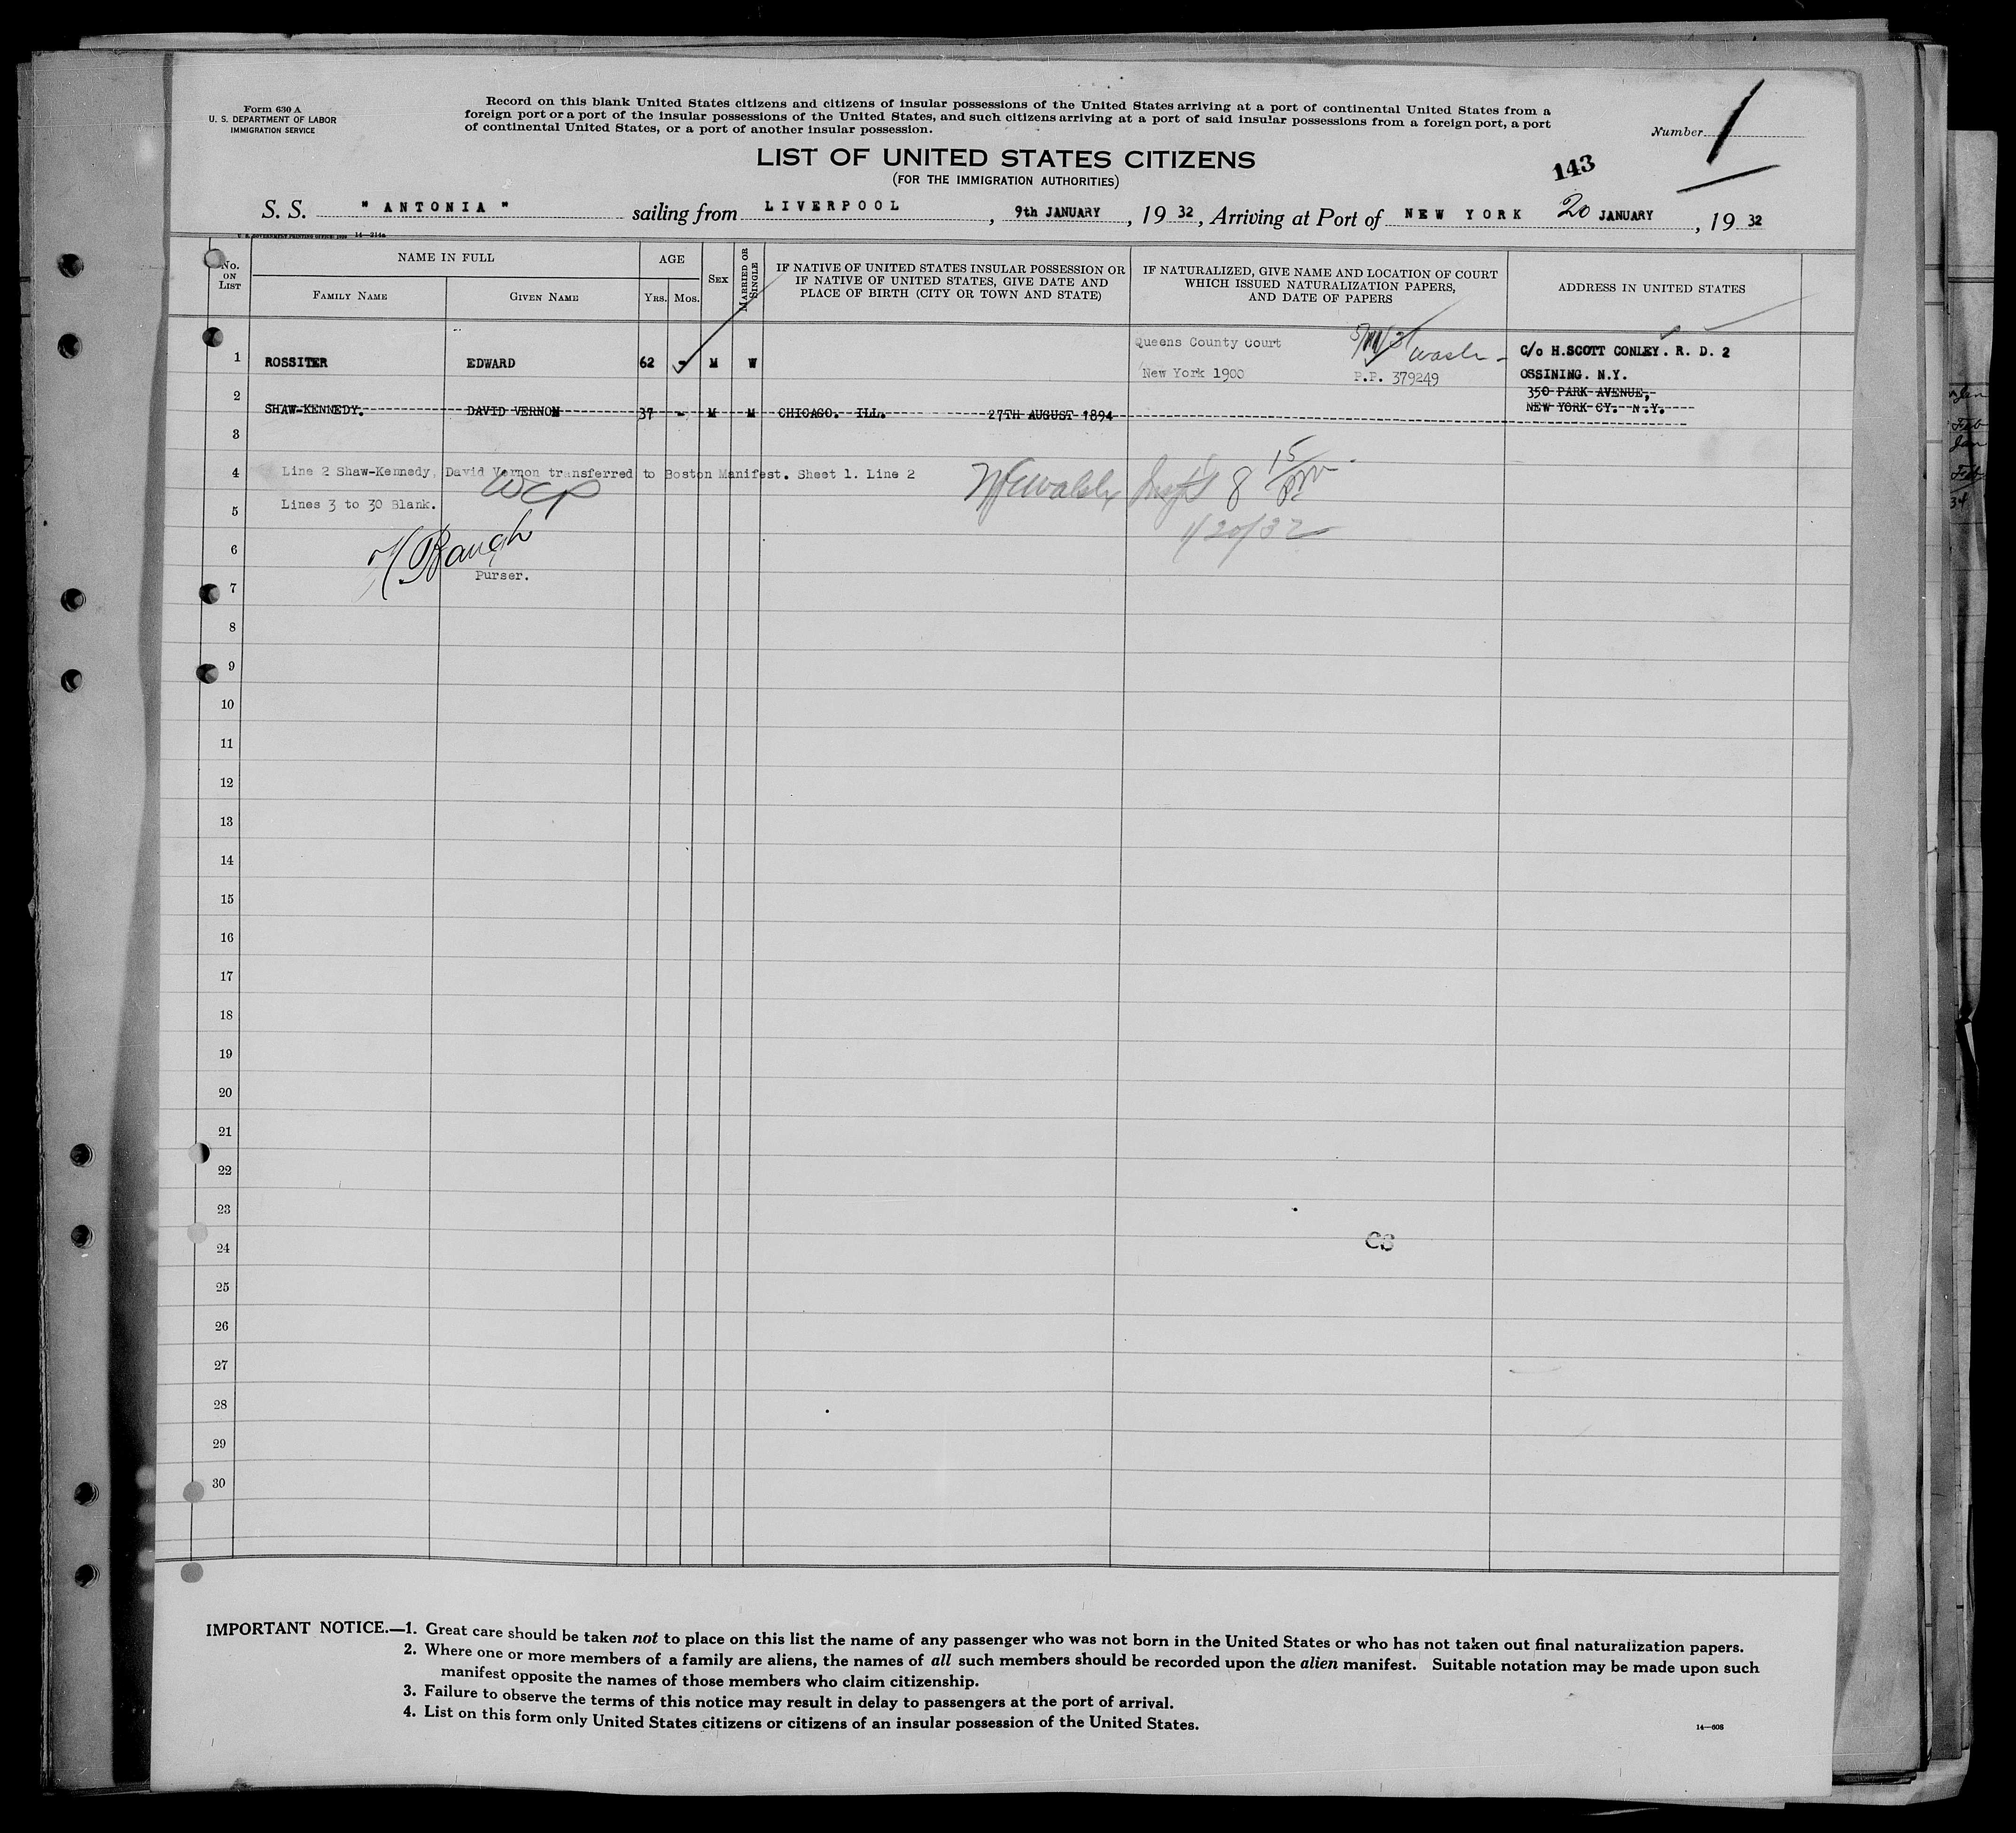 Form 630 A
U. S. DEPARTMENT OF LABOR
IMMIGRATION SERVICE
Record on this blank United States citizens and citizens of insular possessions of the United States arriving at a port of continental United States from a
foreign port or a port of the insular possessions of the United States, and such citizens arriving at a port of said insular possessions from a foreign port, a port
of continental United States, or a port of another insular possession.
Number 1
LIST OF UNITED STATES CITIZENS
(FOR THE IMMIGRATION AUTHORITIES)
143
S. S. " ANTONIA " sailing from LIVERPOOL, 9th JANUARY, 19 32, Arriving at Port of NEW YORK 20 JANUARY, 19 32
U. S. GOVERNMENT PRINTING OFFICE: 1929 14—214a
No. ON LIST
NAME IN FULL
FAMILY NAME
GIVEN NAME
AGE
YRS.
MOS.
SEX
MARRIED OR SINGLE
IF NATIVE OF UNITED STATES INSULAR POSSESSION OR
IF NATIVE OF UNITED STATES, GIVE DATE AND
PLACE OF BIRTH (CITY OR TOWN AND STATE)
IF NATURALIZED, GIVE NAME AND LOCATION OF COURT
WHICH ISSUED NATURALIZATION PAPERS,
AND DATE OF PAPERS
ADDRESS IN UNITED STATES
Queens County Court
1 ROSSITER EDWARD 62 - M W Wash - C/o H.SCOTT CONLEY. R. D. 2
New York 1900 P.P. 379249 OSSINING. N.Y.
2 350 PARK AVENUE,
SHAW-KENNEDY. DAVID VERNON 37 - M M CHICAGO. ILL. 27TH AUGUST 1894 NEW YORK CY. N.Y.
3
4 Line 2 Shaw-Kennedy, David Vernon transferred to Boston Manifest. Sheet 1. Line 2
8 15
Lines 3 to 30 Blank.
5
1/20/32
6
Purser.
7
8
9
10
11
12
13
14
15
16
17
18
19
20
21
22
23
24
CS
25
26
27
28
29
30
IMPORTANT NOTICE.—1. Great care should be taken not to place on this list the name of any passenger who was not born in the United States or who has not taken out final naturalization papers.
2. Where one or more members of a family are aliens, the names of all such members should be recorded upon the alien manifest. Suitable notation may be made upon such
manifest opposite the names of those members who claim citizenship.
3. Failure to observe the terms of this notice may result in delay to passengers at the port of arrival.
4. List on this form only United States citizens or citizens of an insular possession of the United States.
14—608